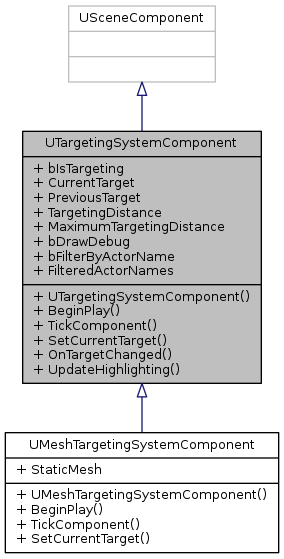 USceneComponent
UTargetingSystemComponent
+ bIsTargeting
+ CurrentTarget
+ PreviousTarget
+ TargetingDistance
+ MaximumTargetingDistance
+ bDrawDebug
+ bFilterByActorName
+ FilteredActorNames
+ UTargetingSystemComponent()
+ BeginPlay()
+ TickComponent()
+ SetCurrentTarget()
+ OnTargetChanged()
+ UpdateHighlighting()
UMeshTargetingSystemComponent
+ StaticMesh
+ UMeshTargetingSystemComponent()
+ BeginPlay()
+ TickComponent()
+ SetCurrentTarget()